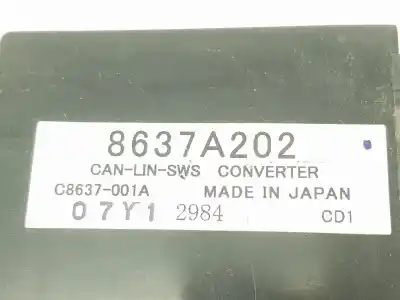 8637A202
CAN-LIN-SWS CONVERTER
C8637-001A MADE IN JAPAN
07Y1 2984 CD1